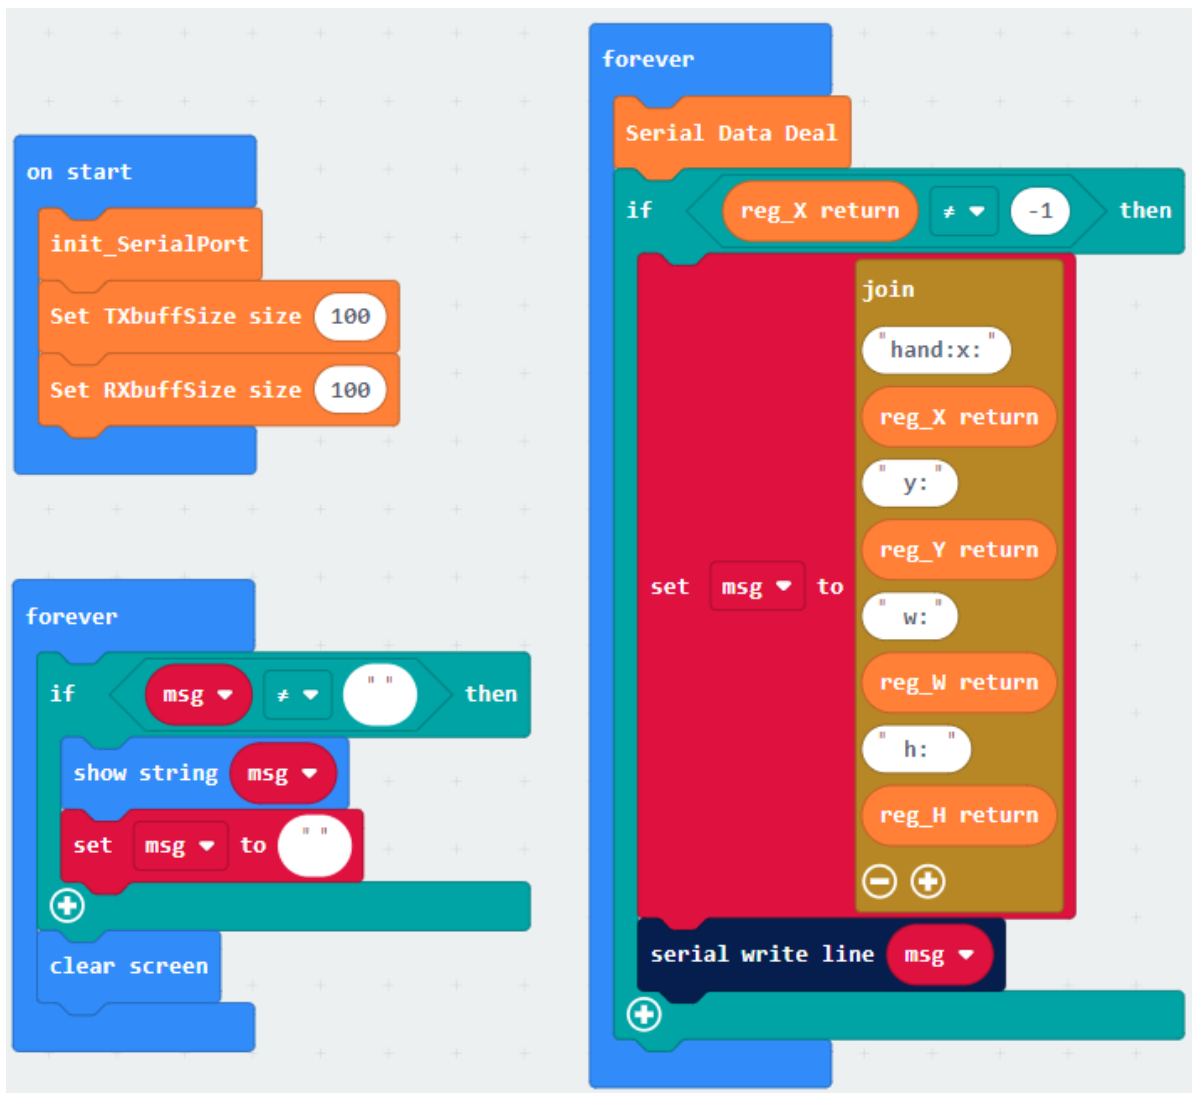 on start
init_SerialPort
Set TXbuffSize size 100
Set RXbuffSize size 100
forever
if msg ≠ " " then
show string msg
set msg to " "
clear screen
forever
Serial Data Deal
if reg_X return ≠ -1 then
set msg to
join
"hand:x:"
reg_X return
" y:"
reg_Y return
" w:"
reg_W return
" h: "
reg_H return
serial write line msg